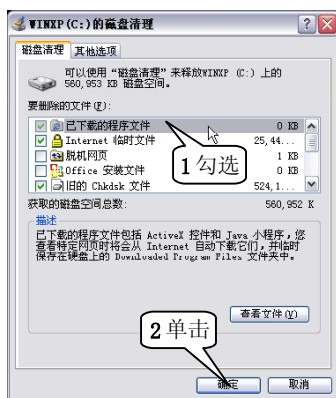 WINXP (C:)的磁盘清理
磁盘清理 其他选项
可以使用“磁盘清理”来释放WINXP (C:) 上的
560,953 KB 磁盘空间。
要删除的文件(F):
已下载的程序文件 0 KB
Internet 临时文件 25,44...
脱机网页 1 KB
Office 安装文件 0 KB
旧的 Chkdsk 文件 524,1...
1 勾选
获取的磁盘空间总数: 560,952 K
描述
已下载的程序文件包括 ActiveX 控件和 Java 小程序，您
查看特定网页时将会从 Internet 自动下载它们，并临时
保存在硬盘上的 Downloaded Program Files 文件夹中。
查看文件(V)
2 单击
确定 取消